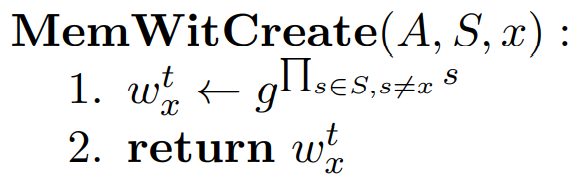 MemWitCreate(A, S, x) :
1. w_x^t ← g^{∏_{s∈S,s≠x} s}
2. return w_x^t